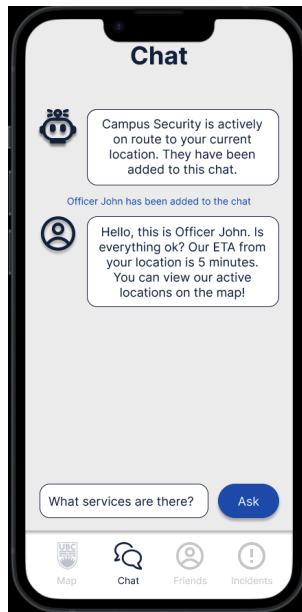 Chat
Campus Security is actively
on route to your current
location. They have been
added to this chat.
Officer John has been added to the chat
Hello, this is Officer John. Is
everything ok? Our ETA from
your location is 5 minutes.
You can view our active
locations on the map!
What services are there?
Ask
UBC
Map
Chat
Friends
Incidents